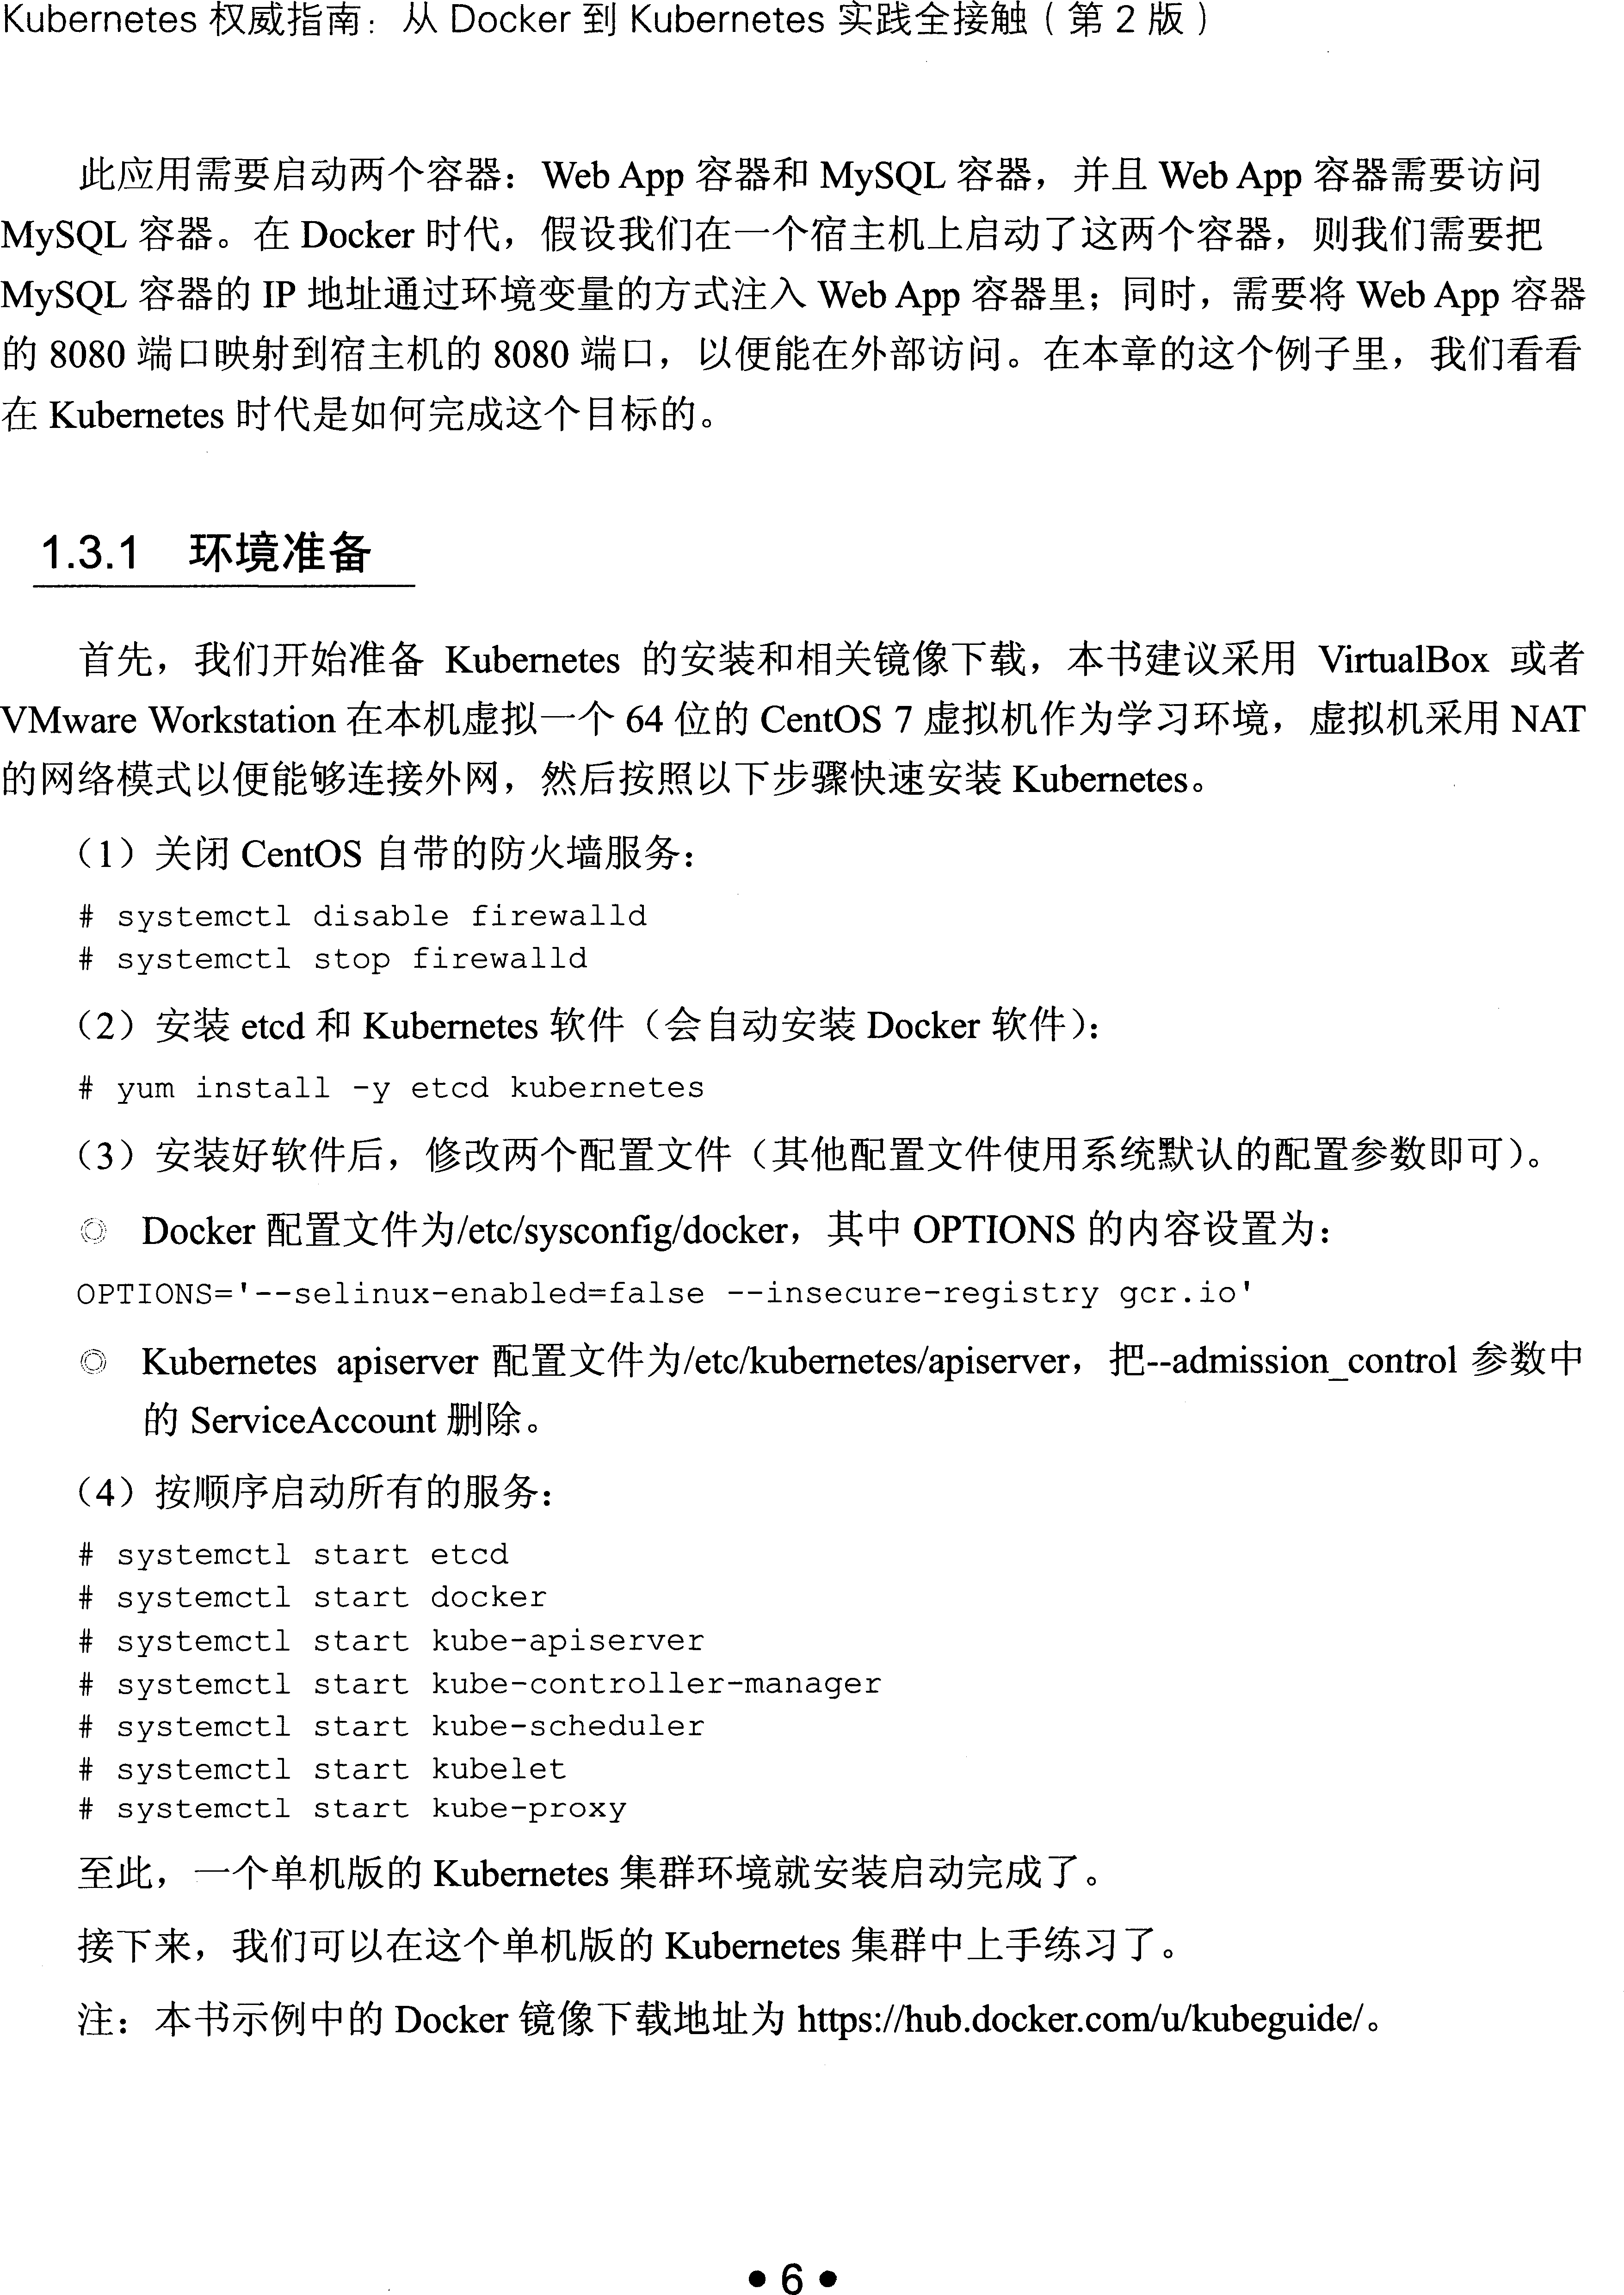 Kubernetes 权威指南：从 Docker 到 Kubernetes 实践全接触（第 2 版）
此应用需要启动两个容器：Web App 容器和 MySQL 容器，并且 Web App 容器需要访问
MySQL 容器。在 Docker 时代，假设我们在一个宿主机上启动了这两个容器，则我们需要把
MySQL 容器的 IP 地址通过环境变量的方式注入 Web App 容器里；同时，需要将 Web App 容器
的 8080 端口映射到宿主机的 8080 端口，以便能在外部访问。在本章的这个例子里，我们看看
在 Kubernetes 时代是如何完成这个目标的。
1.3.1 环境准备
首先，我们开始准备 Kubernetes 的安装和相关镜像下载，本书建议采用 VirtualBox 或者
VMware Workstation 在本机虚拟一个 64 位的 CentOS 7 虚拟机作为学习环境，虚拟机采用 NAT
的网络模式以便能够连接外网，然后按照以下步骤快速安装 Kubernetes。
（1）关闭 CentOS 自带的防火墙服务：
# systemctl disable firewalld
# systemctl stop firewalld
（2）安装 etcd 和 Kubernetes 软件（会自动安装 Docker 软件）：
# yum install -y etcd kubernetes
（3）安装好软件后，修改两个配置文件（其他配置文件使用系统默认的配置参数即可）。
◎ Docker 配置文件为/etc/sysconfig/docker，其中 OPTIONS 的内容设置为：
OPTIONS='--selinux-enabled=false --insecure-registry gcr.io'
◎ Kubernetes apiserver 配置文件为/etc/kubernetes/apiserver，把--admission_control 参数中
的 ServiceAccount 删除。
（4）按顺序启动所有的服务：
# systemctl start etcd
# systemctl start docker
# systemctl start kube-apiserver
# systemctl start kube-controller-manager
# systemctl start kube-scheduler
# systemctl start kubelet
# systemctl start kube-proxy
至此，一个单机版的 Kubernetes 集群环境就安装启动完成了。
接下来，我们可以在这个单机版的 Kubernetes 集群中上手练习了。
注：本书示例中的 Docker 镜像下载地址为 https://hub.docker.com/u/kubeguide/。
• 6 •